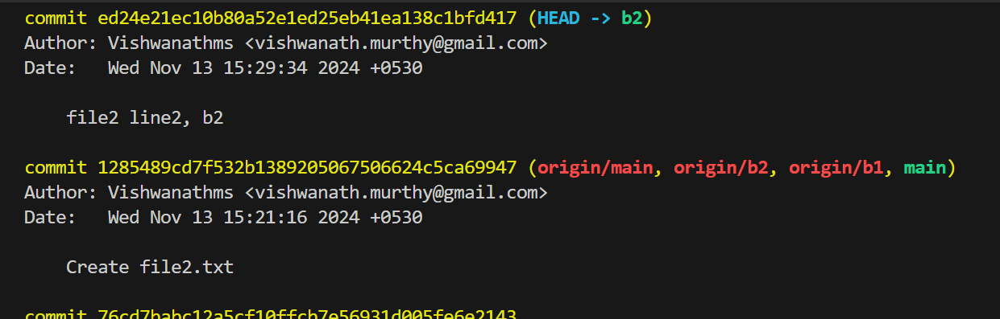 commit ed24e21ec10b80a52e1ed25eb41ea138c1bfd417 (HEAD -> b2)
Author: Vishwanathms <vishwanath.murthy@gmail.com>
Date:   Wed Nov 13 15:29:34 2024 +0530
file2 line2, b2
commit 1285489cd7f532b1389205067506624c5ca69947 (origin/main, origin/b2, origin/b1, main)
Author: Vishwanathms <vishwanath.murthy@gmail.com>
Date:   Wed Nov 13 15:21:16 2024 +0530
Create file2.txt
commit